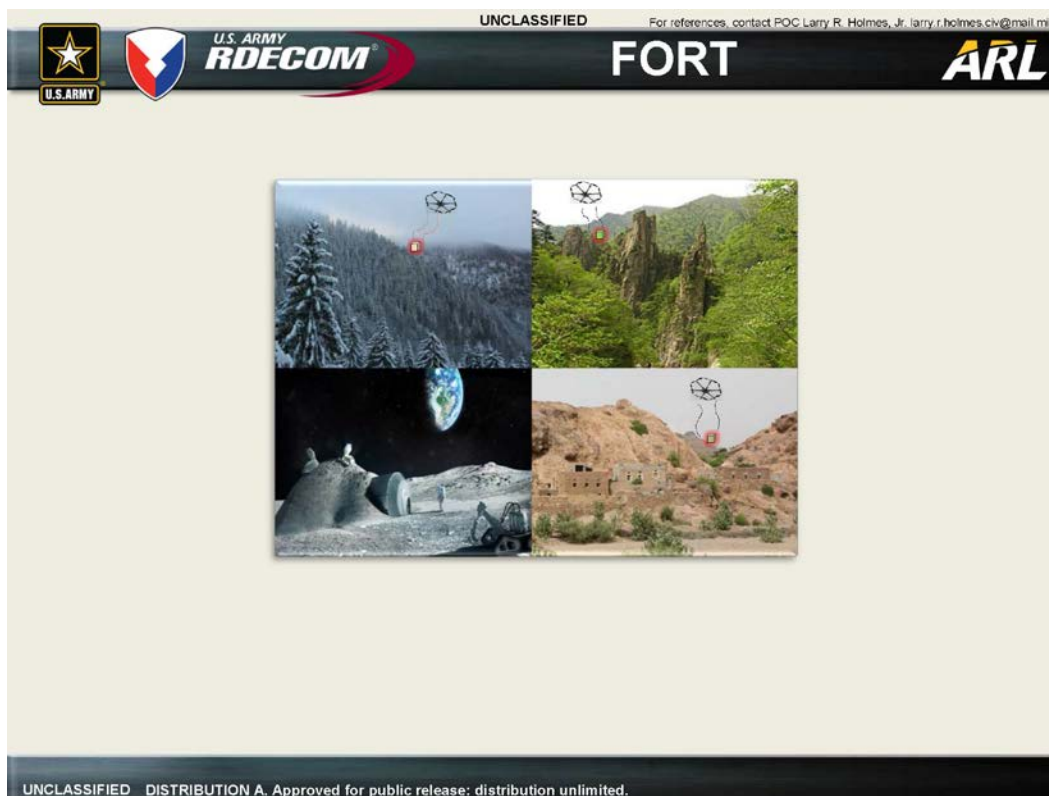 UNCLASSIFIED
For references, contact POC Larry R. Holmes, Jr. larry.r.holmes.civ@mail.mi
U.S. ARMY
RDECOM®
FORT
ARL
U.S.ARMY
UNCLASSIFIED DISTRIBUTION A. Approved for public release: distribution unlimited.